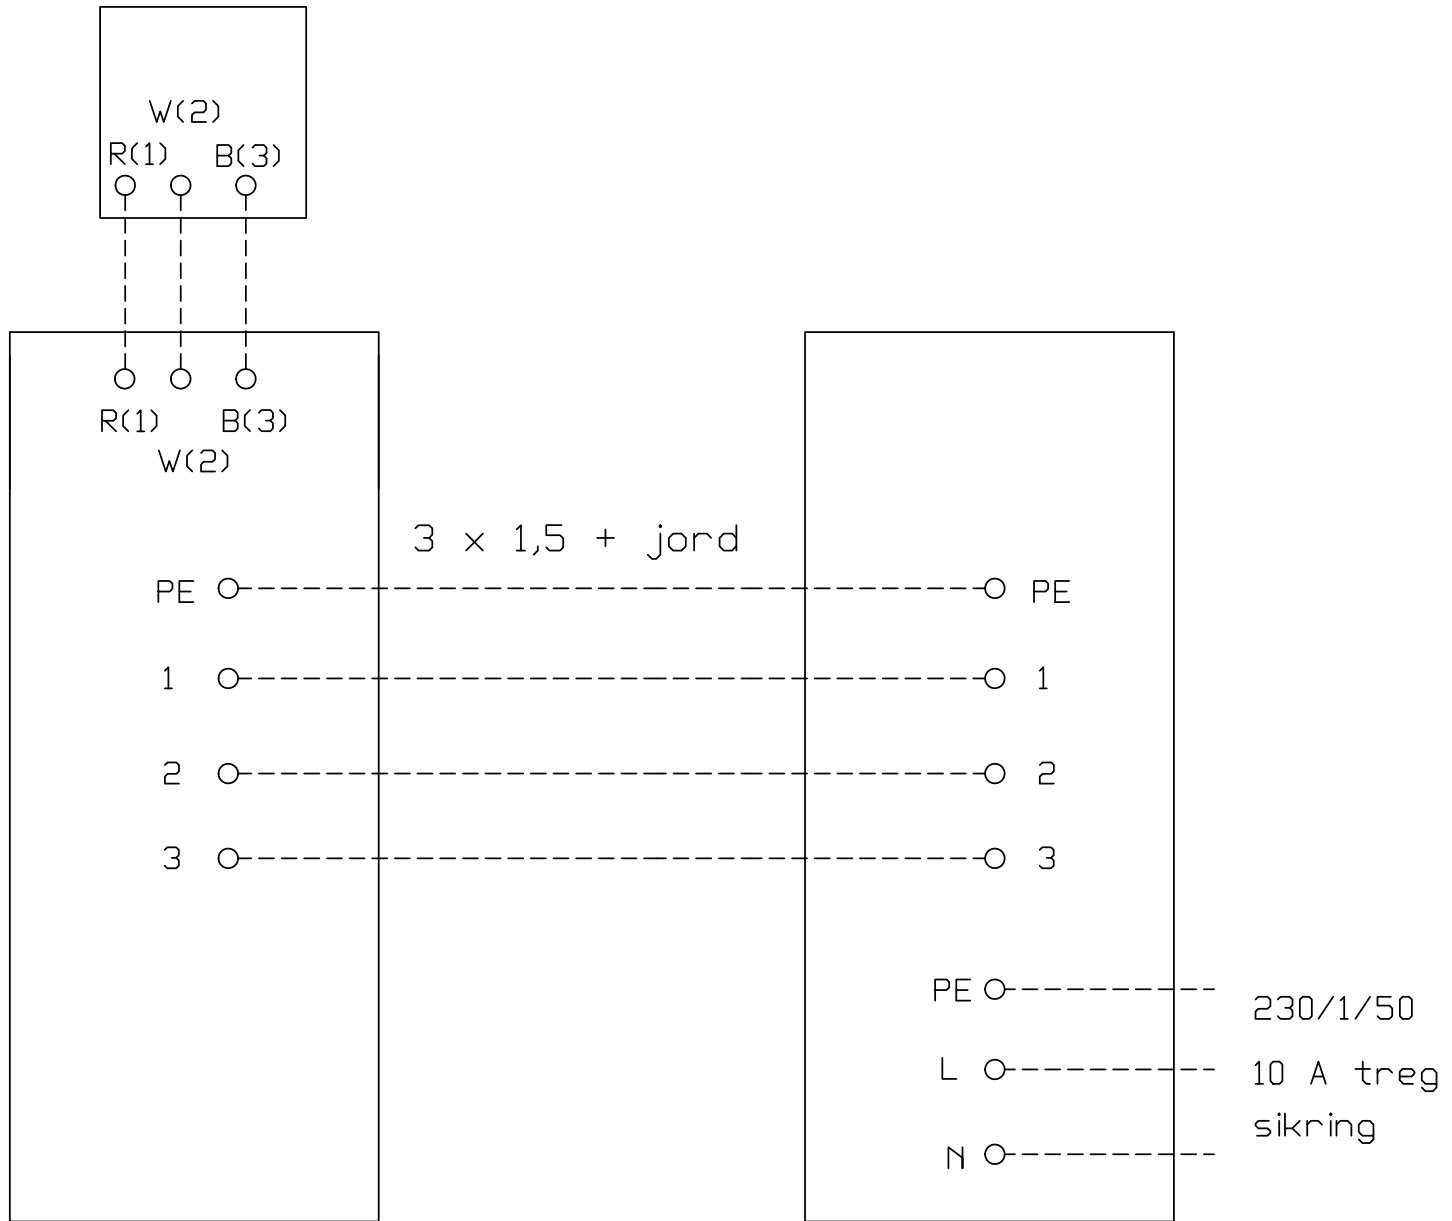 W(2)
R(1) B(3)
R(1) B(3)
W(2)
3 x 1,5 + jord
PE PE
1 1
2 2
3 3
PE
230/1/50
L 10 A treg
sikring
N